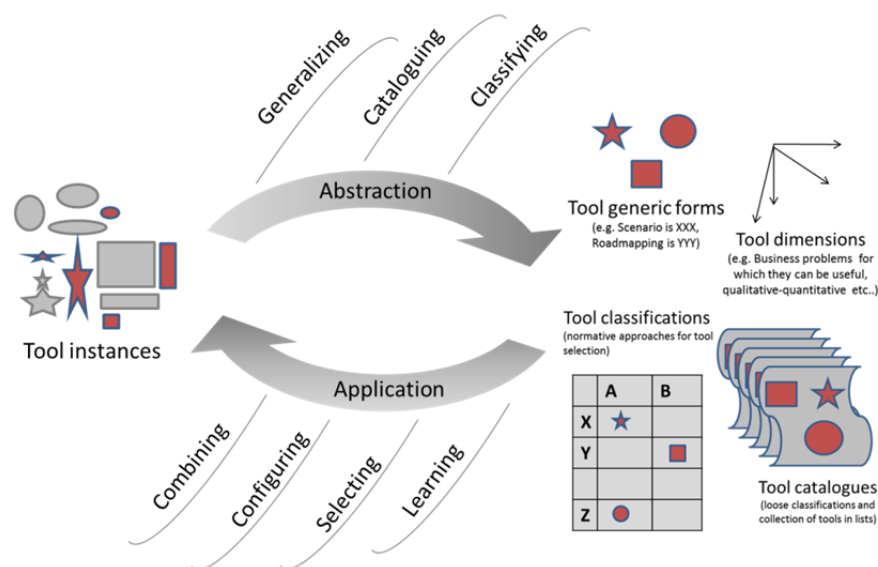 Generalizing
Cataloguing
Classifying
Abstraction
Tool instances
Tool generic forms
(e.g. Scenario is XXX,
Roadmapping is YYY)
Tool dimensions
(e.g. Business problems for
which they can be useful,
qualitative-quantitative etc..)
Tool classifications
(normative approaches for tool
selection)
A B
X
Y
Z
Tool catalogues
(loose classifications and
collection of tools in lists)
Application
Combining
Configuring
Selecting
Learning